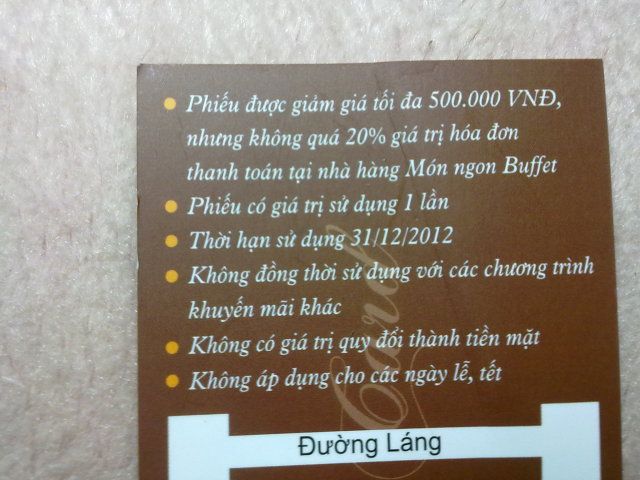 Phiếu được giảm giá tối đa 500.000 VNĐ,
nhưng không quá 20% giá trị hóa đơn
thanh toán tại nhà hàng Món ngon Buffet
Phiếu có giá trị sử dụng 1 lần
Thời hạn sử dụng 31/12/2012
Không đồng thời sử dụng với các chương trình
khuyến mãi khác
Không có giá trị quy đổi thành tiền mặt
Không áp dụng cho các ngày lễ, tết
Card
Đường Láng